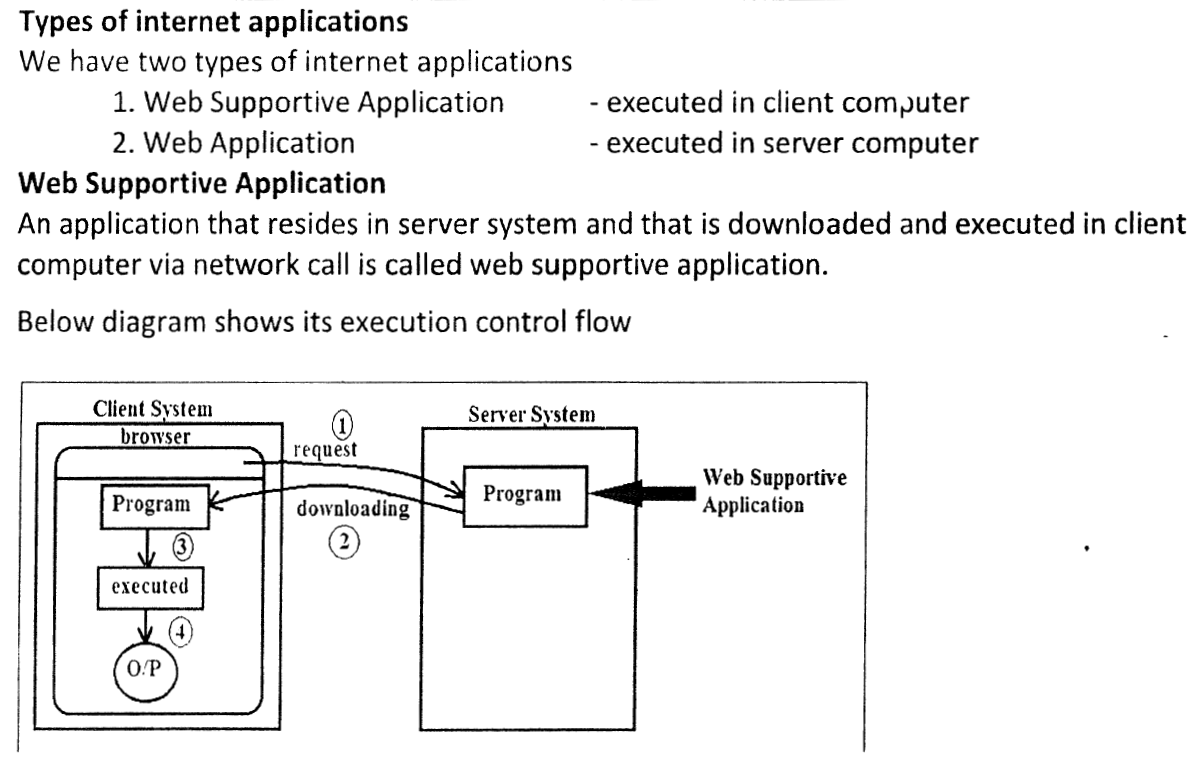 Types of internet applications
We have two types of internet applications
1. Web Supportive Application - executed in client computer
2. Web Application - executed in server computer
Web Supportive Application
An application that resides in server system and that is downloaded and executed in client
computer via network call is called web supportive application.
Below diagram shows its execution control flow
Client System
browser
1
request
Server System
Program
Program
Web Supportive
Application
downloading
2
3
executed
4
O/P